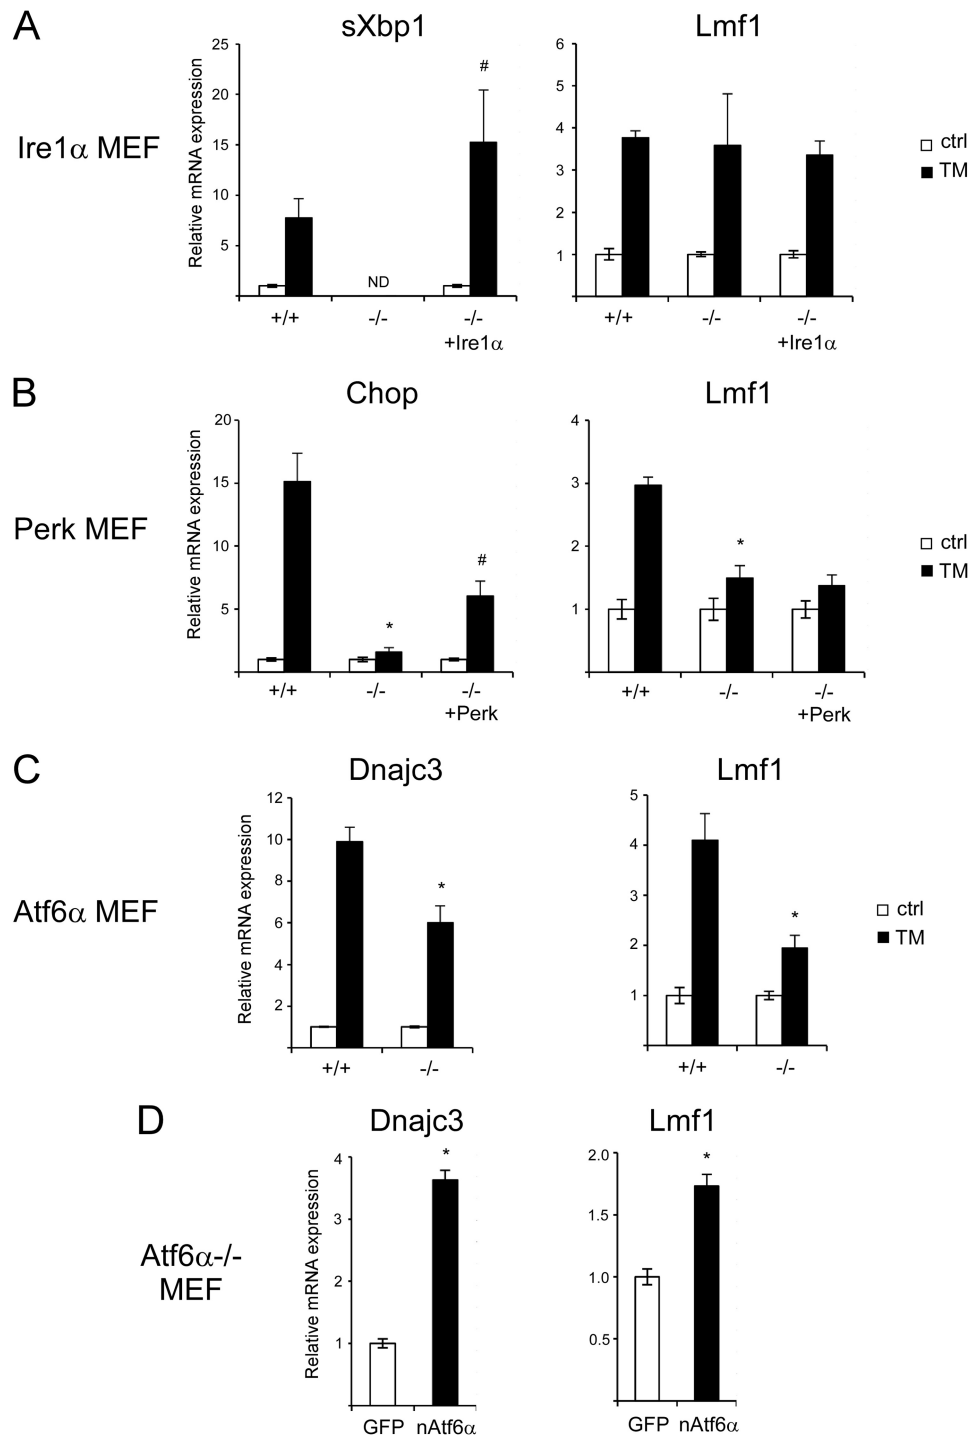 A
sXbp1
Lmf1
Ire1α MEF
Relative mRNA expression
25
20
15
10
5
#
ND
+/+
-/-
-/-
+Ire1α
6
5
4
3
2
1
+/+
-/-
-/-
+Ire1α
ctrl
TM
B
Chop
Lmf1
Perk MEF
Relative mRNA expression
20
15
10
5
*
#
+/+
-/-
-/-
+Perk
4
3
2
1
*
+/+
-/-
-/-
+Perk
ctrl
TM
C
Dnajc3
Lmf1
Atf6α MEF
Relative mRNA expression
12
10
8
6
4
2
*
+/+
-/-
5
4
3
2
1
*
+/+
-/-
ctrl
TM
D
Dnajc3
Lmf1
Atf6α-/-
MEF
Relative mRNA expression
4
3
2
1
*
GFP nAtf6α
2.0
1.5
1.0
0.5
*
GFP nAtf6α